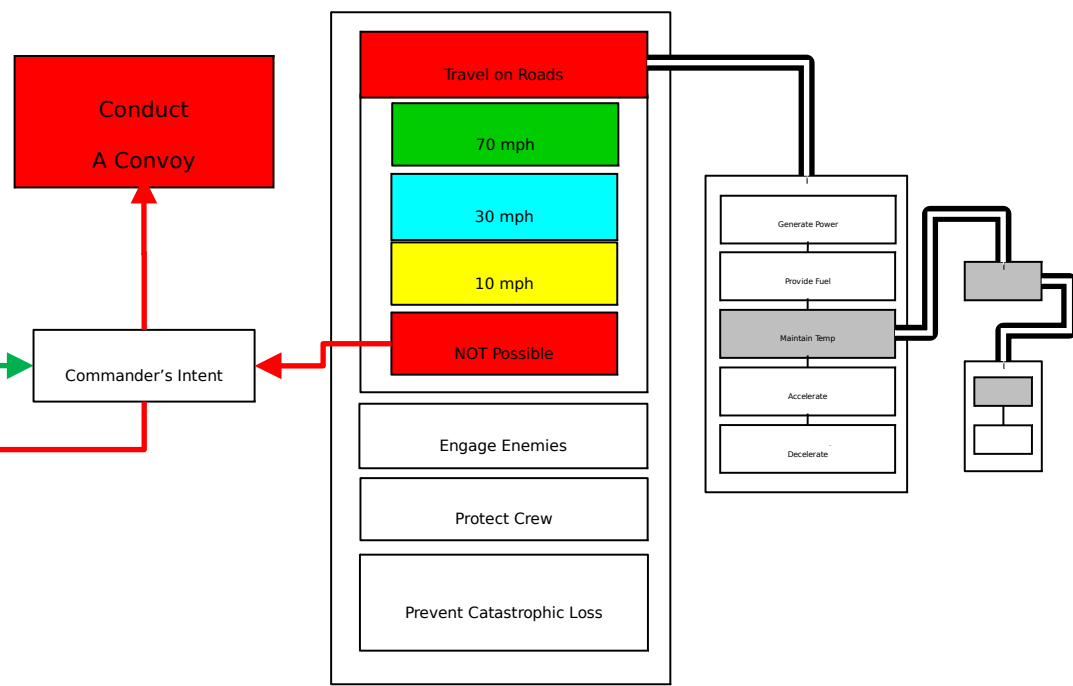 Conduct
A Convoy
Commander’s Intent
Travel on Roads
70 mph
30 mph
10 mph
NOT Possible
Engage Enemies
Protect Crew
Prevent Catastrophic Loss
Generate Power
Provide Fuel
Maintain Temp
Accelerate
Decelerate